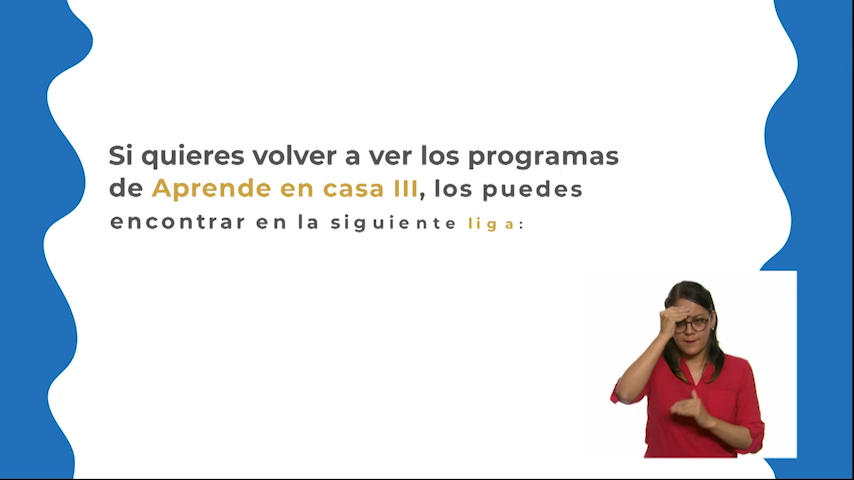 Si quieres volver a ver los programas
de Aprende en casa III, los puedes
encontrar en la siguiente liga: